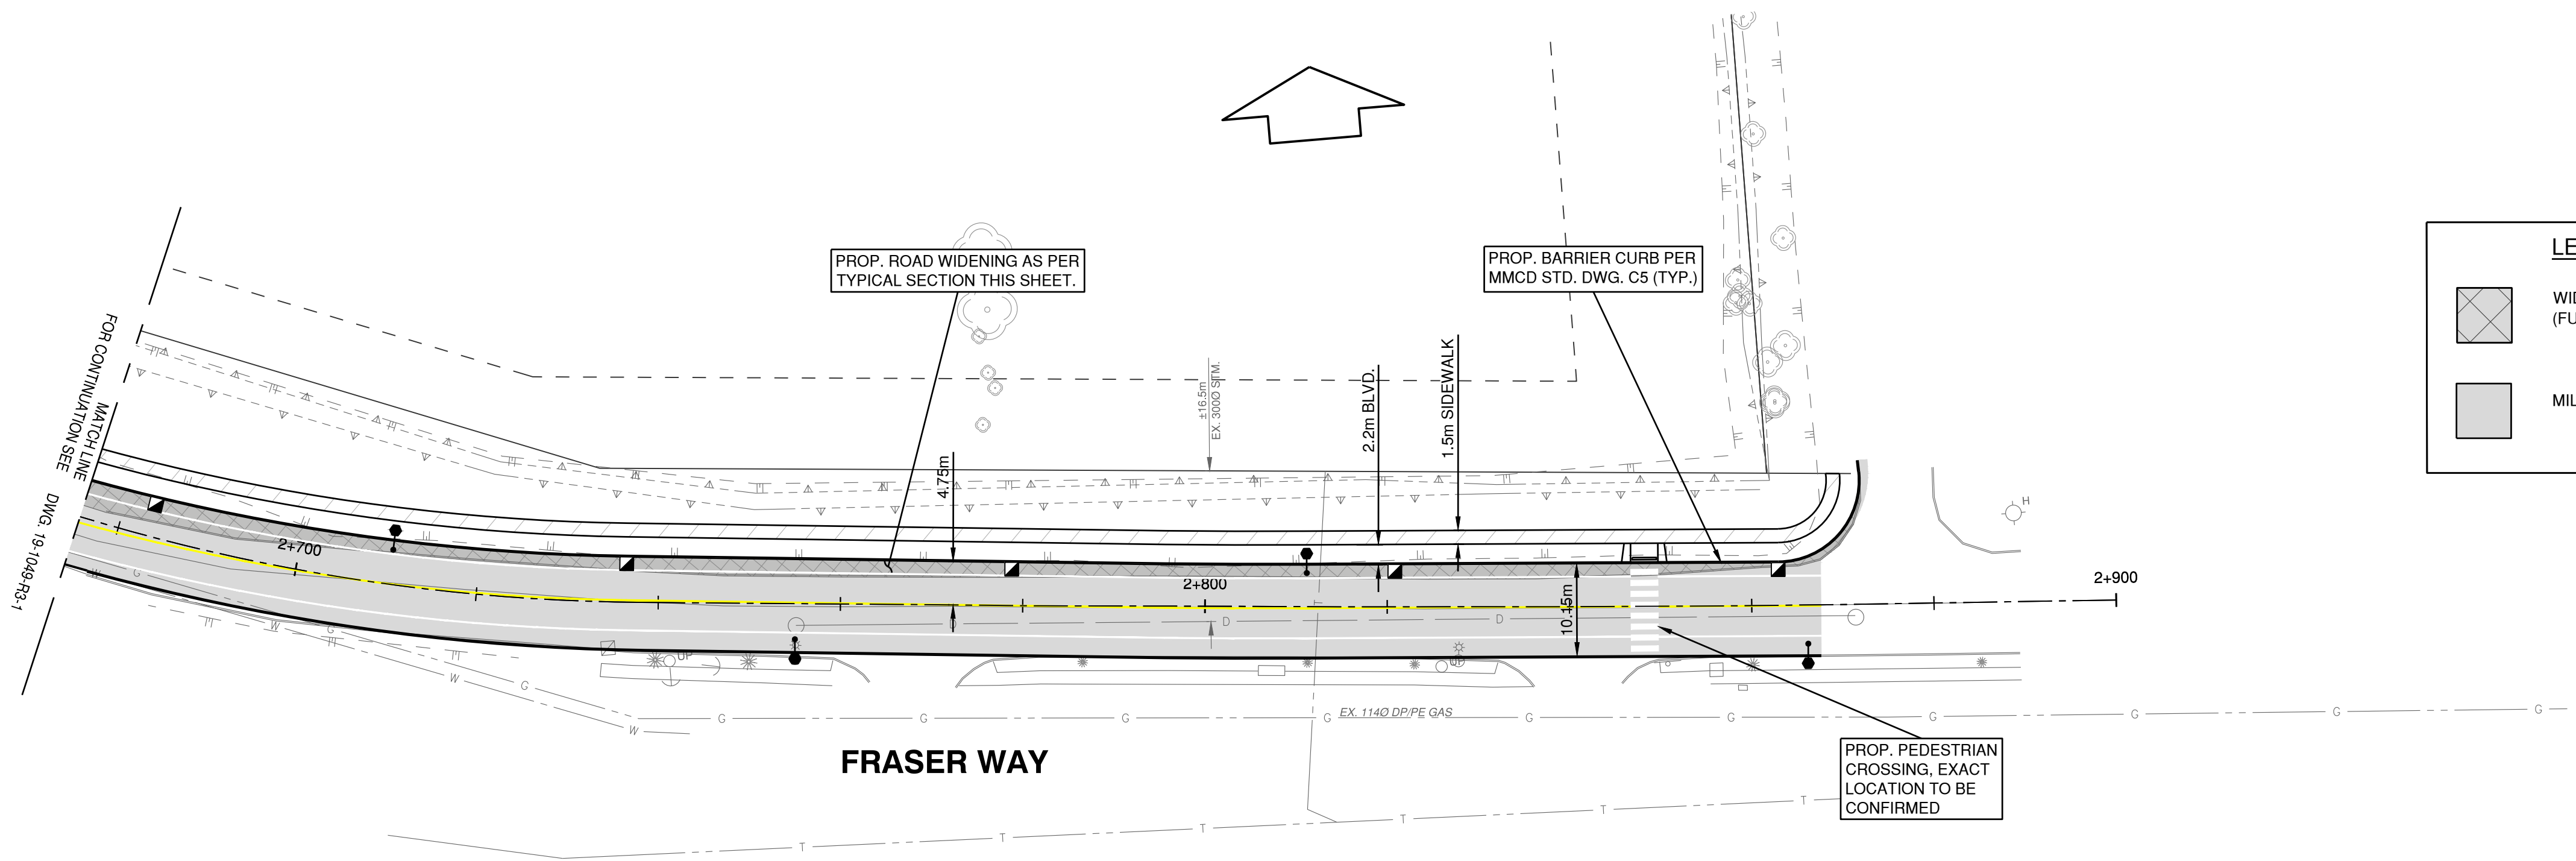 PROP. ROAD WIDENING AS PER
TYPICAL SECTION THIS SHEET.
PROP. BARRIER CURB PER
MMCD STD. DWG. C5 (TYP.)
FOR CONTINUATION SEE
MATCH LINE
DWG. 19-1049-R3-1
±16.5m
EX. 300Ø STM.
2.2m BLVD.
1.5m SIDEWALK
4.75m
10.15m
2+700
2+800
2+900
H
W
G
W
G
W
G
W
UP
UP
D
D
D
G
G
G
G
G
G
G
G
G
G
EX. 114Ø DP/PE GAS
FRASER WAY
PROP. PEDESTRIAN
CROSSING, EXACT
LOCATION TO BE
CONFIRMED
T
T
T
T
T
T
LE
WI
(FU
MIL